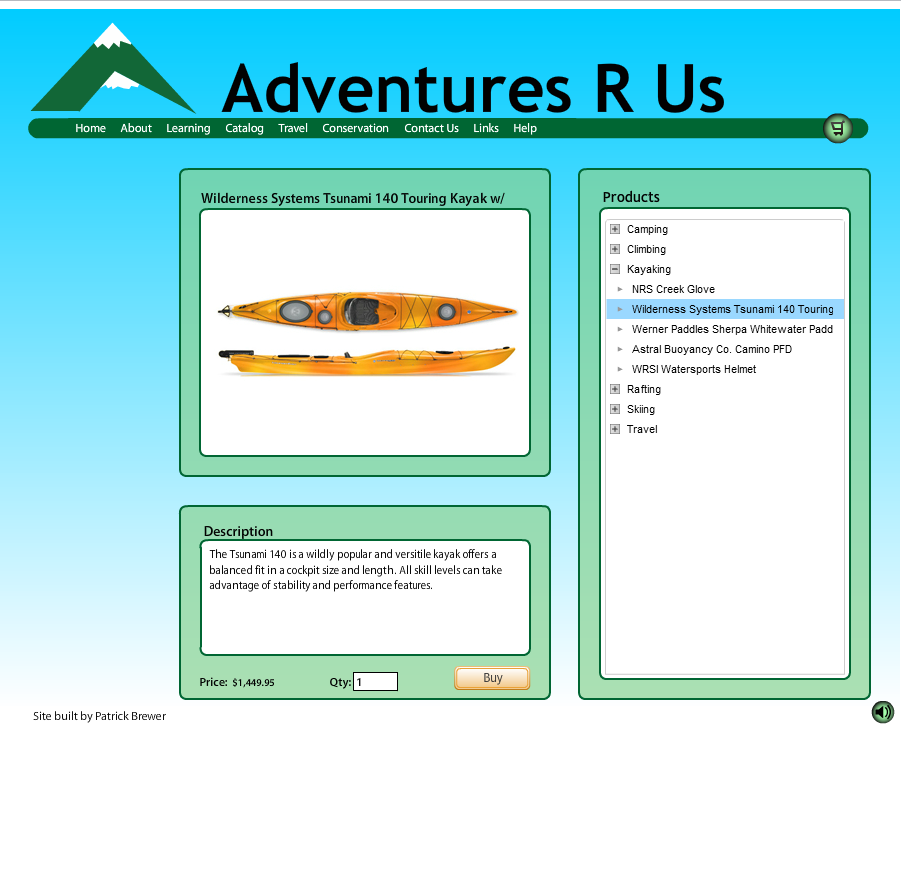 Adventures R Us
Home About Learning Catalog Travel Conservation Contact Us Links Help
Wilderness Systems Tsunami 140 Touring Kayak w/
Products
Camping
Climbing
Kayaking
NRS Creek Glove
Wilderness Systems Tsunami 140 Touring
Werner Paddles Sherpa Whitewater Padd
Astral Buoyancy Co. Camino PFD
WRSI Watersports Helmet
Rafting
Skiing
Travel
Description
The Tsunami 140 is a wildly popular and versitile kayak offers a
balanced fit in a cockpit size and length. All skill levels can take
advantage of stability and performance features.
Price: $1,449.95 Qty: 1 Buy
Site built by Patrick Brewer